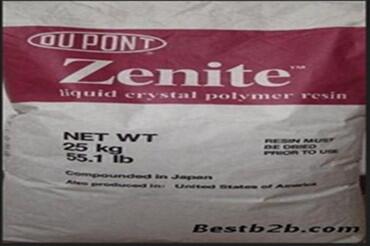 DU PONT
Zenite™
liquid crystal polymer resin
NET WT
25 kg
55.1 lb
RESIN MUST
BE DRIED
PRIOR TO USE
Compounded in Japan
Also produced in: United States of America
Bestb2b.com